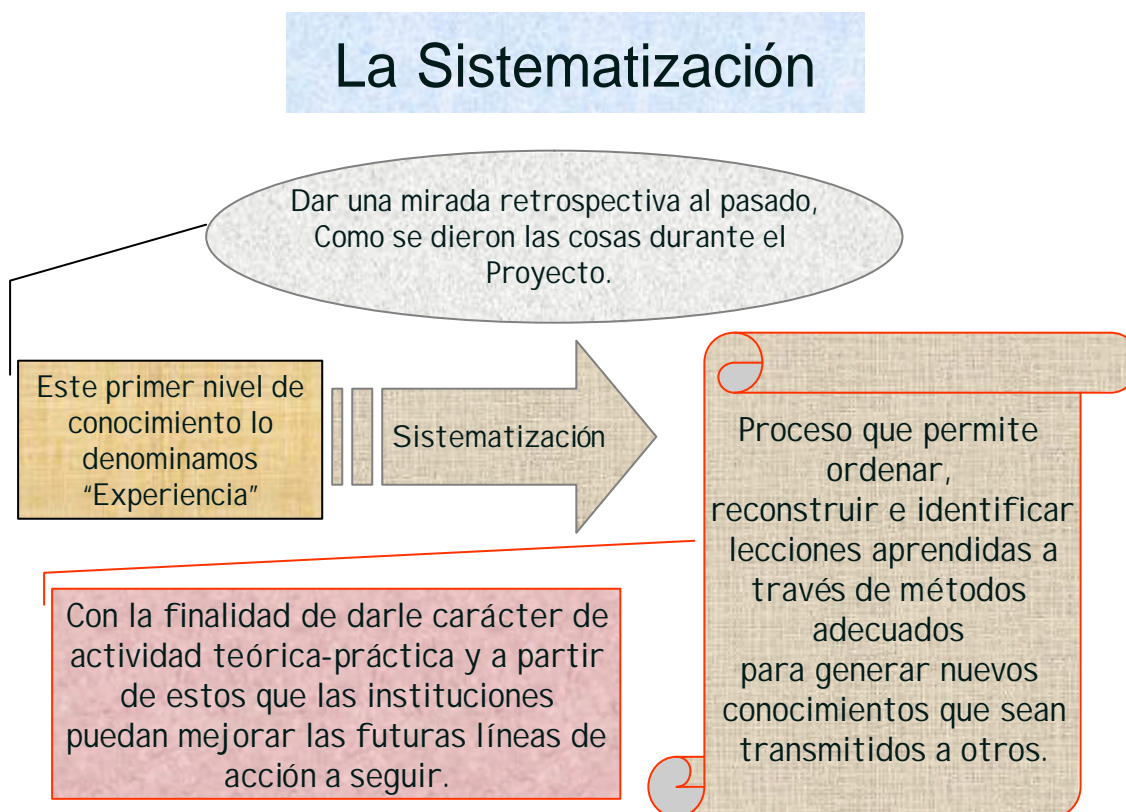 La Sistematización
Dar una mirada retrospectiva al pasado,
Como se dieron las cosas durante el
Proyecto.
Este primer nivel de
conocimiento lo
denominamos
“Experiencia”
Sistematización
Proceso que permite
ordenar,
reconstruir e identificar
lecciones aprendidas a
través de métodos
adecuados
para generar nuevos
conocimientos que sean
transmitidos a otros.
Con la finalidad de darle carácter de
actividad teórica-práctica y a partir
de estos que las instituciones
puedan mejorar las futuras líneas de
acción a seguir.